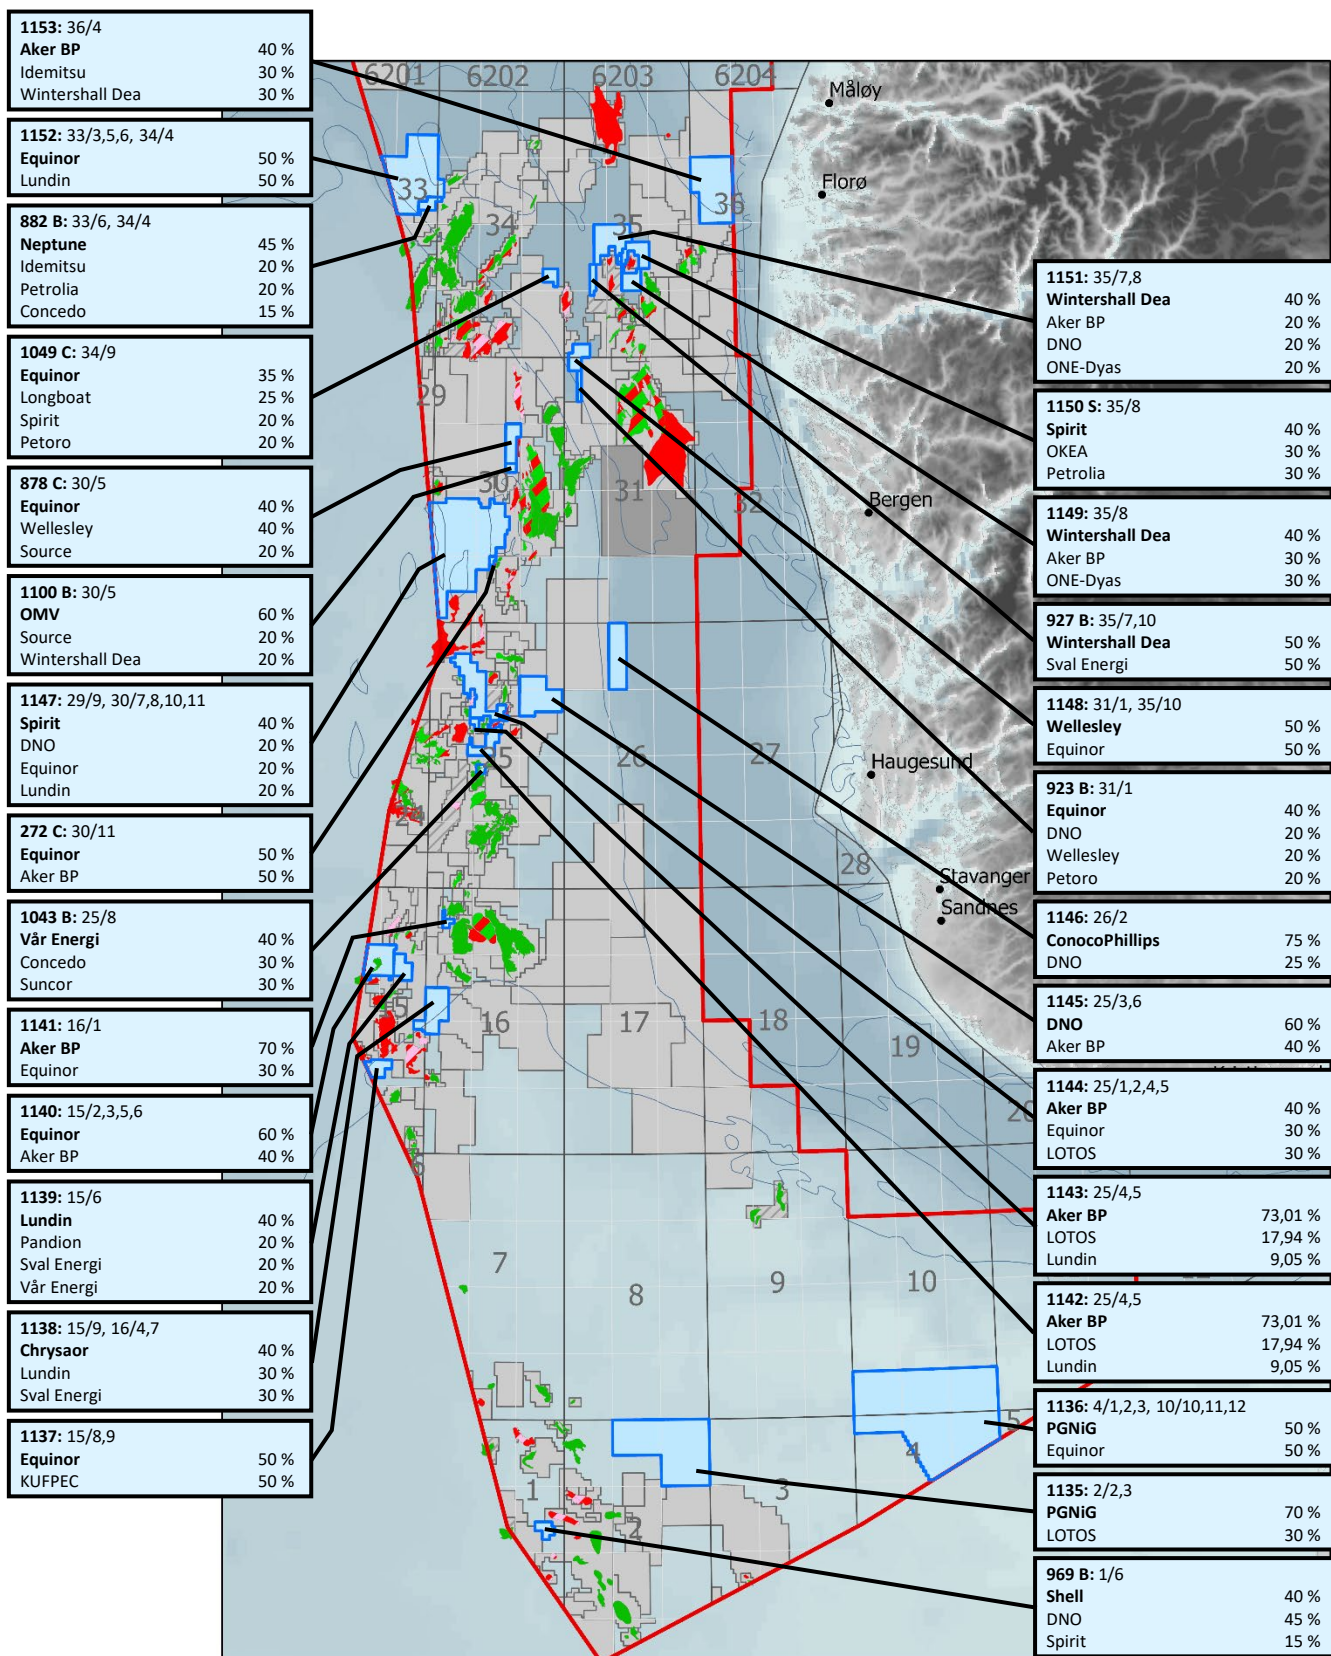 1153: 36/4
Aker BP 40 %
Idemitsu 30 %
Wintershall Dea 30 %
1152: 33/3,5,6, 34/4
Equinor 50 %
Lundin 50 %
882 B: 33/6, 34/4
Neptune 45 %
Idemitsu 20 %
Petrolia 20 %
Concedo 15 %
1049 C: 34/9
Equinor 35 %
Longboat 25 %
Spirit 20 %
Petoro 20 %
878 C: 30/5
Equinor 40 %
Wellesley 40 %
Source 20 %
1100 B: 30/5
OMV 60 %
Source 20 %
Wintershall Dea 20 %
1147: 29/9, 30/7,8,10,11
Spirit 40 %
DNO 20 %
Equinor 20 %
Lundin 20 %
272 C: 30/11
Equinor 50 %
Aker BP 50 %
1043 B: 25/8
Vår Energi 40 %
Concedo 30 %
Suncor 30 %
1141: 16/1
Aker BP 70 %
Equinor 30 %
1140: 15/2,3,5,6
Equinor 60 %
Aker BP 40 %
1139: 15/6
Lundin 40 %
Pandion 20 %
Sval Energi 20 %
Vår Energi 20 %
1138: 15/9, 16/4,7
Chrysaor 40 %
Lundin 30 %
Sval Energi 30 %
1137: 15/8,9
Equinor 50 %
KUFPEC 50 %
6201 6202 6203 6204
Måløy
Florø
33
34
35
36
29
30
31
32
Bergen
25
26
27
Haugesund
24
28
Stavanger
Sandnes
15
16
17
18
19
20
6
7
8
9
10
1
2
3
4
5
1151: 35/7,8
Wintershall Dea 40 %
Aker BP 20 %
DNO 20 %
ONE-Dyas 20 %
1150 S: 35/8
Spirit 40 %
OKEA 30 %
Petrolia 30 %
1149: 35/8
Wintershall Dea 40 %
Aker BP 30 %
ONE-Dyas 30 %
927 B: 35/7,10
Wintershall Dea 50 %
Sval Energi 50 %
1148: 31/1, 35/10
Wellesley 50 %
Equinor 50 %
923 B: 31/1
Equinor 40 %
DNO 20 %
Wellesley 20 %
Petoro 20 %
1146: 26/2
ConocoPhillips 75 %
DNO 25 %
1145: 25/3,6
DNO 60 %
Aker BP 40 %
1144: 25/1,2,4,5
Aker BP 40 %
Equinor 30 %
LOTOS 30 %
1143: 25/4,5
Aker BP 73,01 %
LOTOS 17,94 %
Lundin 9,05 %
1142: 25/4,5
Aker BP 73,01 %
LOTOS 17,94 %
Lundin 9,05 %
1136: 4/1,2,3, 10/10,11,12
PGNiG 50 %
Equinor 50 %
1135: 2/2,3
PGNiG 70 %
LOTOS 30 %
969 B: 1/6
Shell 40 %
DNO 45 %
Spirit 15 %